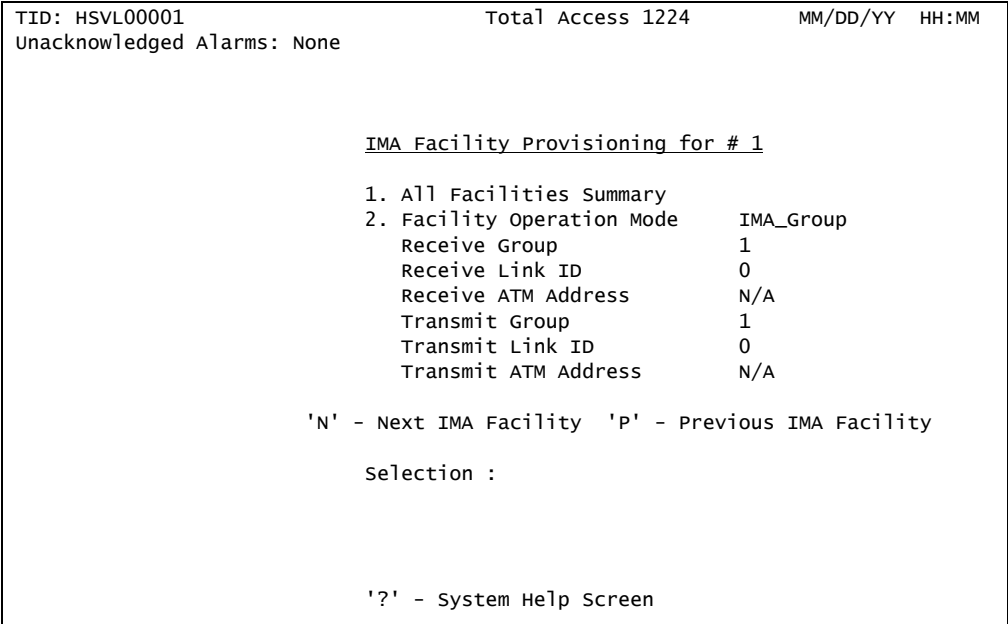 TID: HSVL00001 Total Access 1224 MM/DD/YY HH:MM
Unacknowledged Alarms: None
IMA Facility Provisioning for # 1
1. All Facilities Summary
2. Facility Operation Mode IMA_Group
Receive Group 1
Receive Link ID 0
Receive ATM Address N/A
Transmit Group 1
Transmit Link ID 0
Transmit ATM Address N/A
'N' – Next IMA Facility 'P' – Previous IMA Facility
Selection :
'?' – System Help Screen